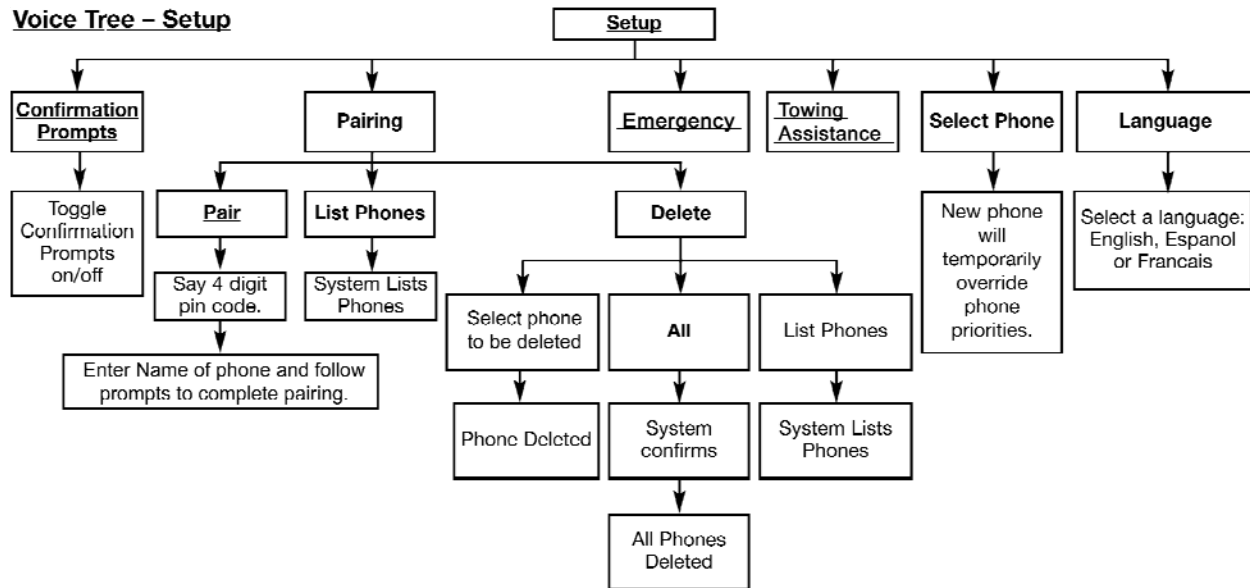 Voice Tree – Setup
Setup
Confirmation
Prompts
Pairing
Emergency
Towing
Assistance
Select Phone
Language
Toggle
Confirmation
Prompts
on/off
Pair
List Phones
Delete
New phone
will
temporarily
override
phone
priorities.
Select a language:
English, Espanol
or Francais
Say 4 digit
pin code.
System Lists
Phones
Select phone
to be deleted
All
List Phones
Enter Name of phone and follow
prompts to complete pairing.
Phone Deleted
System
confirms
System Lists
Phones
All Phones
Deleted